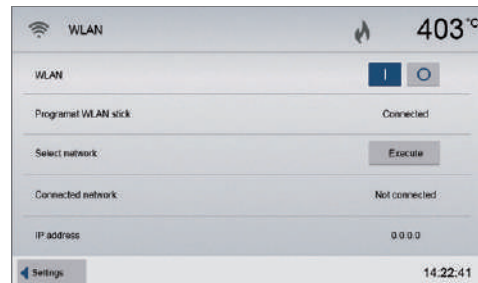 WLAN 403 °C
WLAN I O
Programat WLAN stick Connected
Select network Execute
Connected network Not connected
IP address 0.0.0.0
Settings 14:22:41